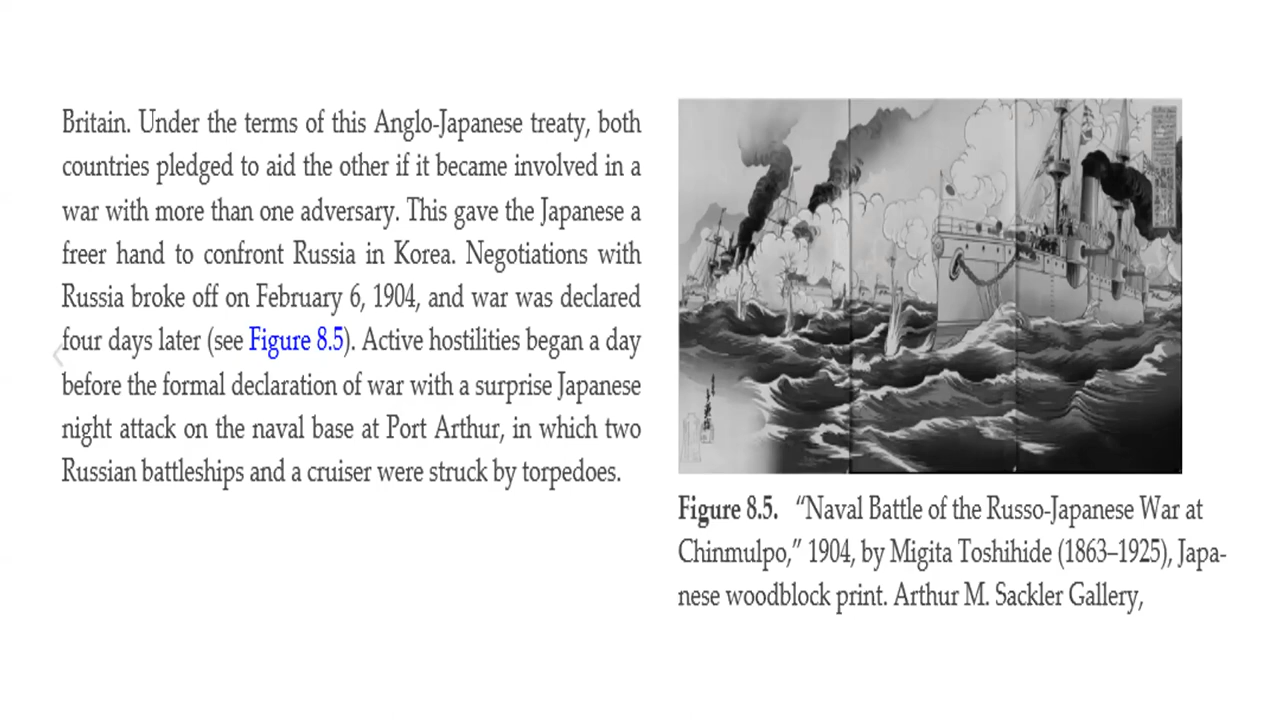 Britain. Under the terms of this Anglo-Japanese treaty, both
countries pledged to aid the other if it became involved in a
war with more than one adversary. This gave the Japanese a
freer hand to confront Russia in Korea. Negotiations with
Russia broke off on February 6, 1904, and war was declared
four days later (see Figure 8.5). Active hostilities began a day
before the formal declaration of war with a surprise Japanese
night attack on the naval base at Port Arthur, in which two
Russian battleships and a cruiser were struck by torpedoes.
Figure 8.5. “Naval Battle of the Russo-Japanese War at
Chinmulpo,” 1904, by Migita Toshihide (1863–1925), Japa-
nese woodblock print. Arthur M. Sackler Gallery,